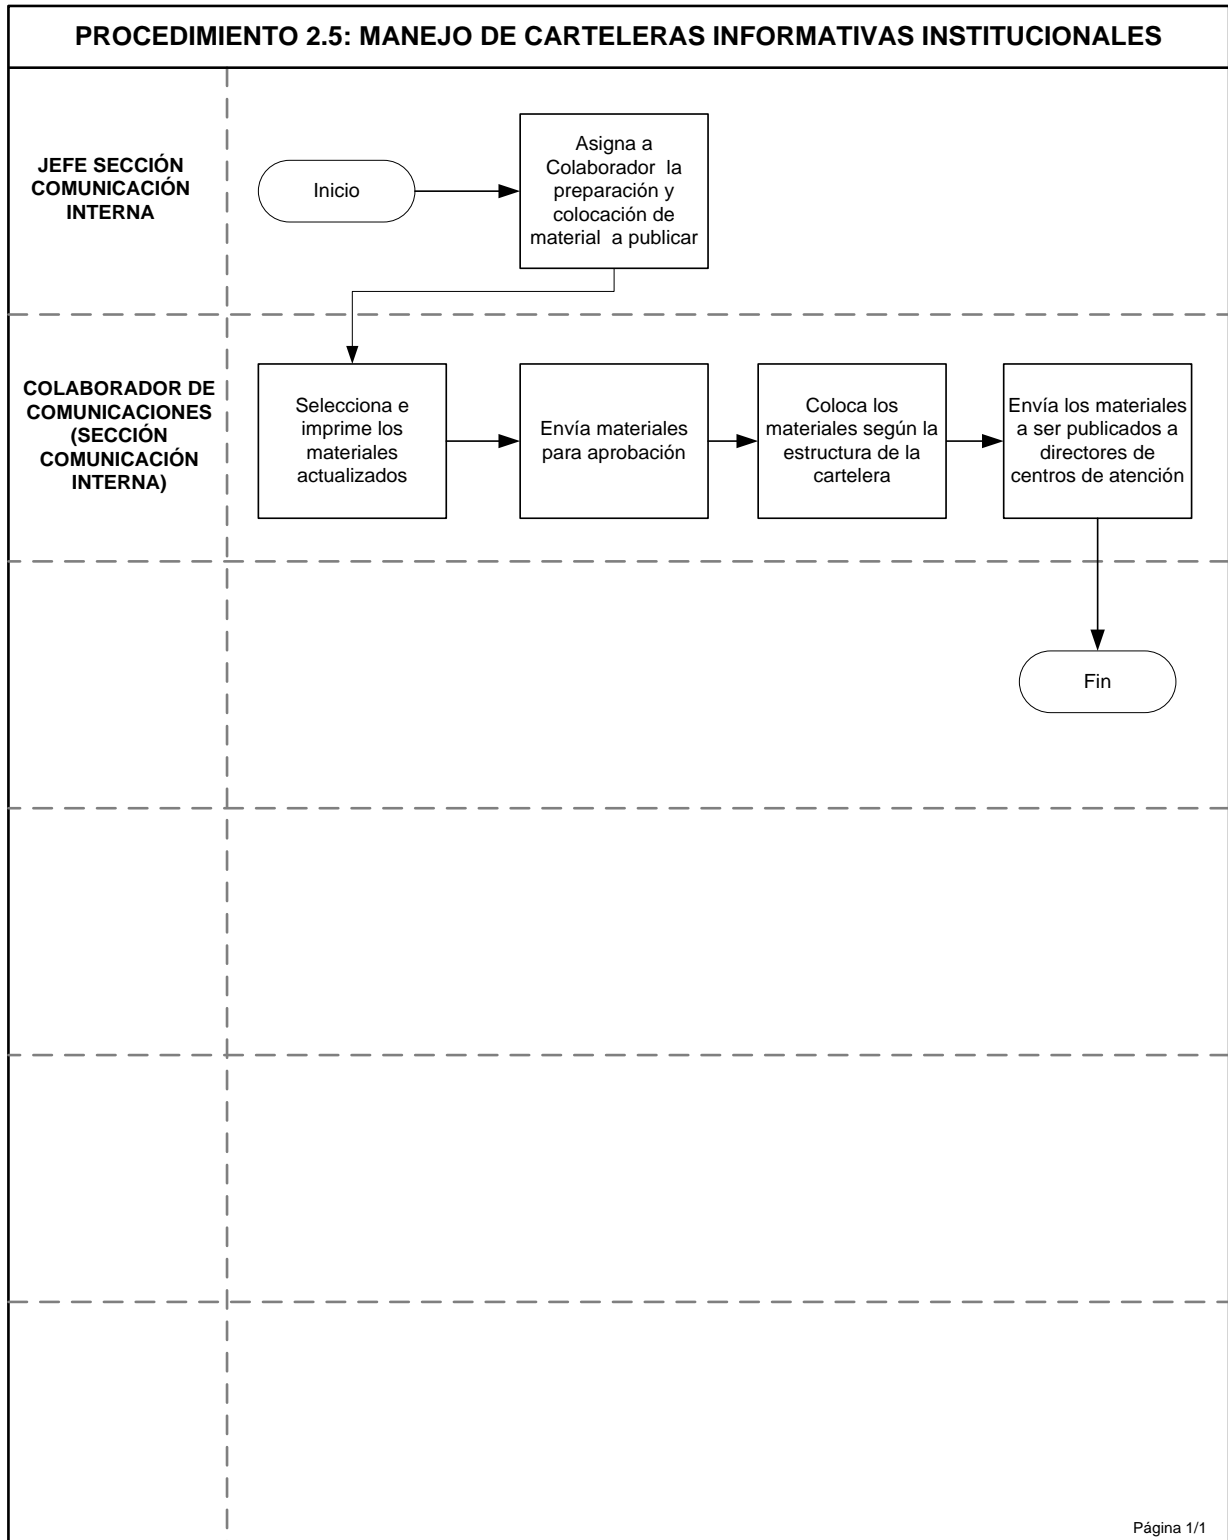 PROCEDIMIENTO 2.5: MANEJO DE CARTELERAS INFORMATIVAS INSTITUCIONALES
JEFE SECCIÓN
COMUNICACIÓN
INTERNA
Inicio
Asigna a
Colaborador la
preparación y
colocación de
material a publicar
COLABORADOR DE
COMUNICACIONES
(SECCIÓN
COMUNICACIÓN
INTERNA)
Selecciona e
imprime los
materiales
actualizados
Envía materiales
para aprobación
Coloca los
materiales según la
estructura de la
cartelera
Envía los materiales
a ser publicados a
directores de
centros de atención
Fin
Página 1/1